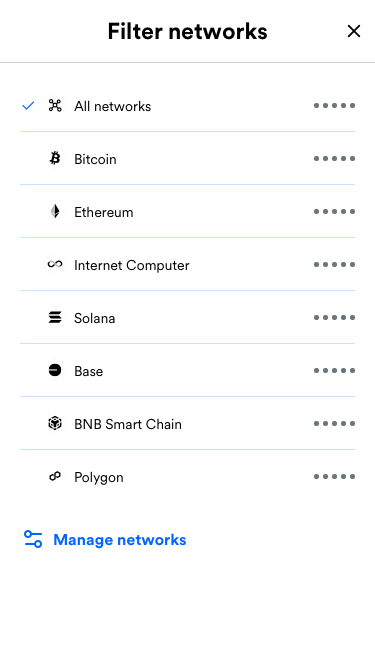 Filter networks
All networks
Bitcoin
Ethereum
Internet Computer
Solana
Base
BNB Smart Chain
Polygon
Manage networks